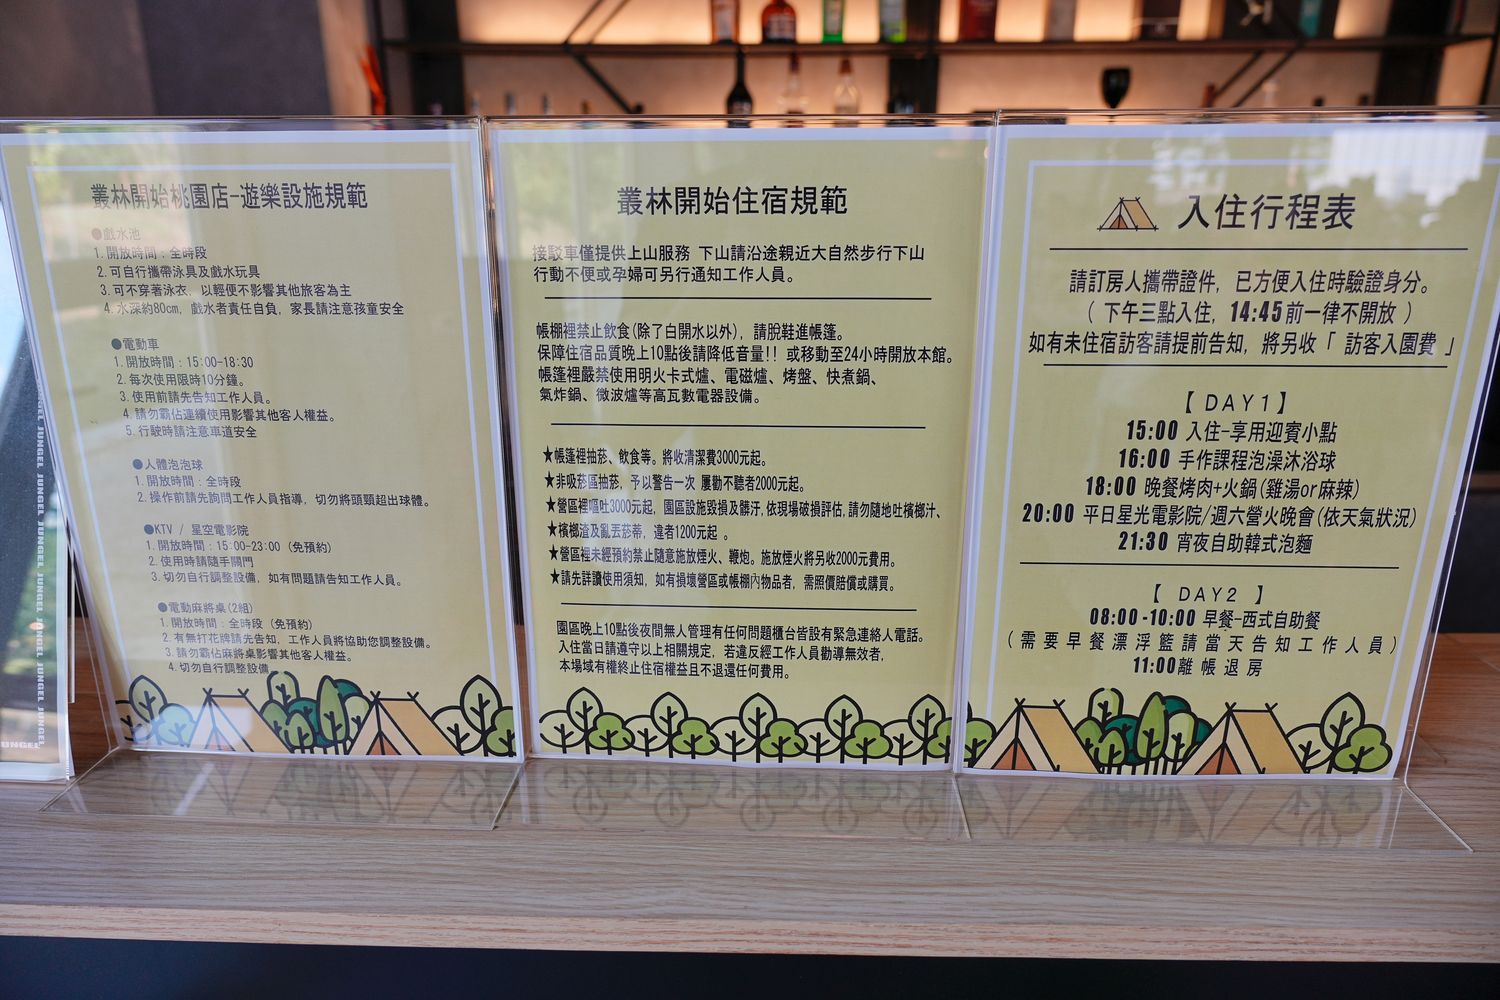 叢林開始桃園店-遊樂設施規範
●戲水池
1. 開放時間：全時段
2. 可自行攜帶泳具及戲水玩具
3. 可不穿著泳衣，以輕便不影響其他旅客為主
4. 水深約80cm，戲水者責任自負，家長請注意孩童安全
●電動車
1. 開放時間：15:00-18:30
2. 每次使用限時10分鐘。
3. 使用前請先告知工作人員。
4. 請勿霸佔連續使用影響其他客人權益。
5. 行駛時請注意車道安全
●人體泡泡球
1. 開放時間：全時段
2. 操作前請先詢問工作人員指導，切勿將頭頸超出球體。
●KTV / 星空電影院
1. 開放時間：15:00-23:00 (免預約)
2. 使用時請隨手關門
3. 切勿自行調整設備，如有問題請告知工作人員。
●電動麻將桌(2組)
1. 開放時間：全時段 (免預約)
2. 有無打花牌請先告知，工作人員將協助您調整設備。
3. 請勿霸佔麻將桌影響其他客人權益。
4. 切勿自行調整設備
叢林開始住宿規範
接駁車僅提供上山服務 下山請沿途親近大自然步行下山
行動不便或孕婦可另行通知工作人員。
帳棚裡禁止飲食(除了白開水以外)，請脫鞋進帳篷。
保障住宿品質晚上10點後請降低音量!! 或移動至24小時開放本館。
帳篷裡嚴禁使用明火卡式爐、電磁爐、烤盤、快煮鍋、
氣炸鍋、微波爐等高瓦數電器設備。
★帳篷裡抽菸、飲食等。將收清潔費3000元起。
★非吸菸區抽菸，予以警告一次 屢勸不聽者2000元起。
★營區裡嘔吐3000元起，園區設施毀損及髒汙,依現場破損評估,請勿隨地吐檳榔汁、
★檳榔渣及亂丟菸蒂，違者1200元起 。
★營區裡未經預約禁止隨意施放煙火、鞭炮。施放煙火將另收2000元費用。
★請先詳讀使用須知，如有損壞營區或帳棚內物品者，需照價賠償或購買。
園區晚上10點後夜間無人管理有任何問題櫃台皆設有緊急連絡人電話。
入住當日請遵守以上相關規定，若違反經工作人員勸導無效者，
本場域有權終止住宿權益且不退還任何費用。
入住行程表
請訂房人攜帶證件，已方便入住時驗證身分。
( 下午三點入住，14:45前一律不開放 )
如有未住宿訪客請提前告知，將另收「 訪客入園費 」
【 DAY1 】
15:00 入住-享用迎賓小點
16:00 手作課程泡澡沐浴球
18:00 晚餐烤肉+火鍋(雞湯or麻辣)
20:00 平日星光電影院/週六營火晚會(依天氣狀況)
21:30 宵夜自助韓式泡麵
【 DAY2 】
08:00-10:00 早餐-西式自助餐
(需要早餐漂浮籃請當天告知工作人員)
11:00離帳退房
JUNGEL JUNGEL JUNGEL JUNGEL JUNGEL JUNGEL